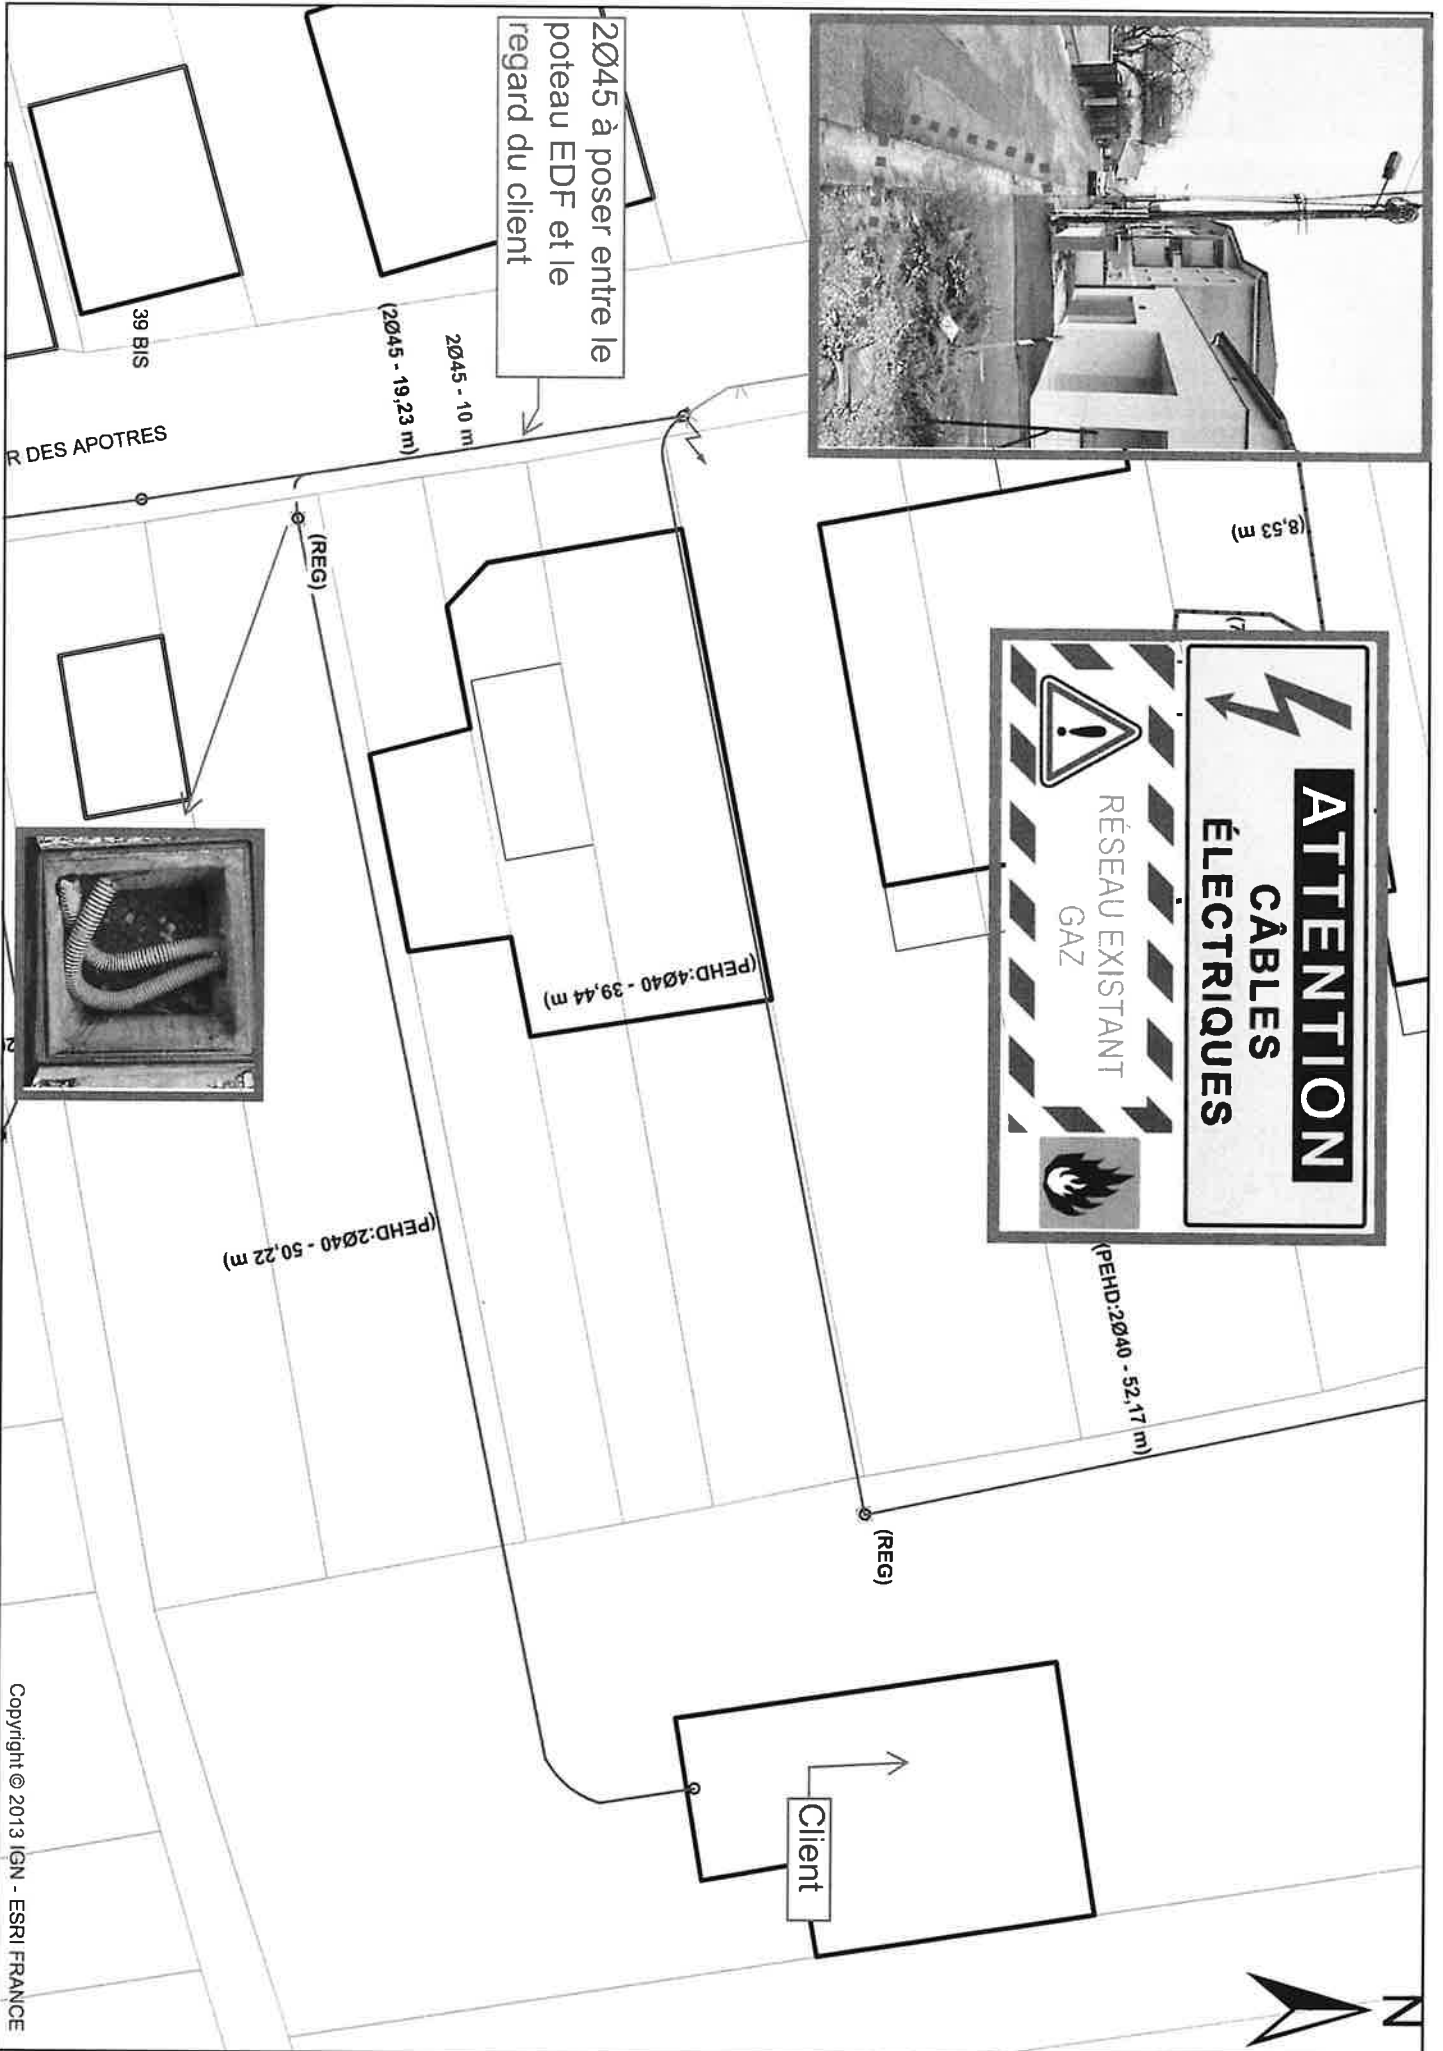 2Ø45 à poser entre le
poteau EDF et le
regard du client
(8,53 m)
(7
ATTENTION
CÂBLES
ÉLECTRIQUES
RÉSEAU EXISTANT
GAZ
39 BIS
(2Ø45 - 19,23 m)
2Ø45 - 10 m
R DES APOTRES
(REG)
(PEHD:4Ø40 - 39,44 m)
(PEHD:2Ø40 - 50,22 m)
(PEHD:2Ø40 - 52,17 m)
(REG)
Client
N
Copyright © 2013 IGN - ESRI FRANCE